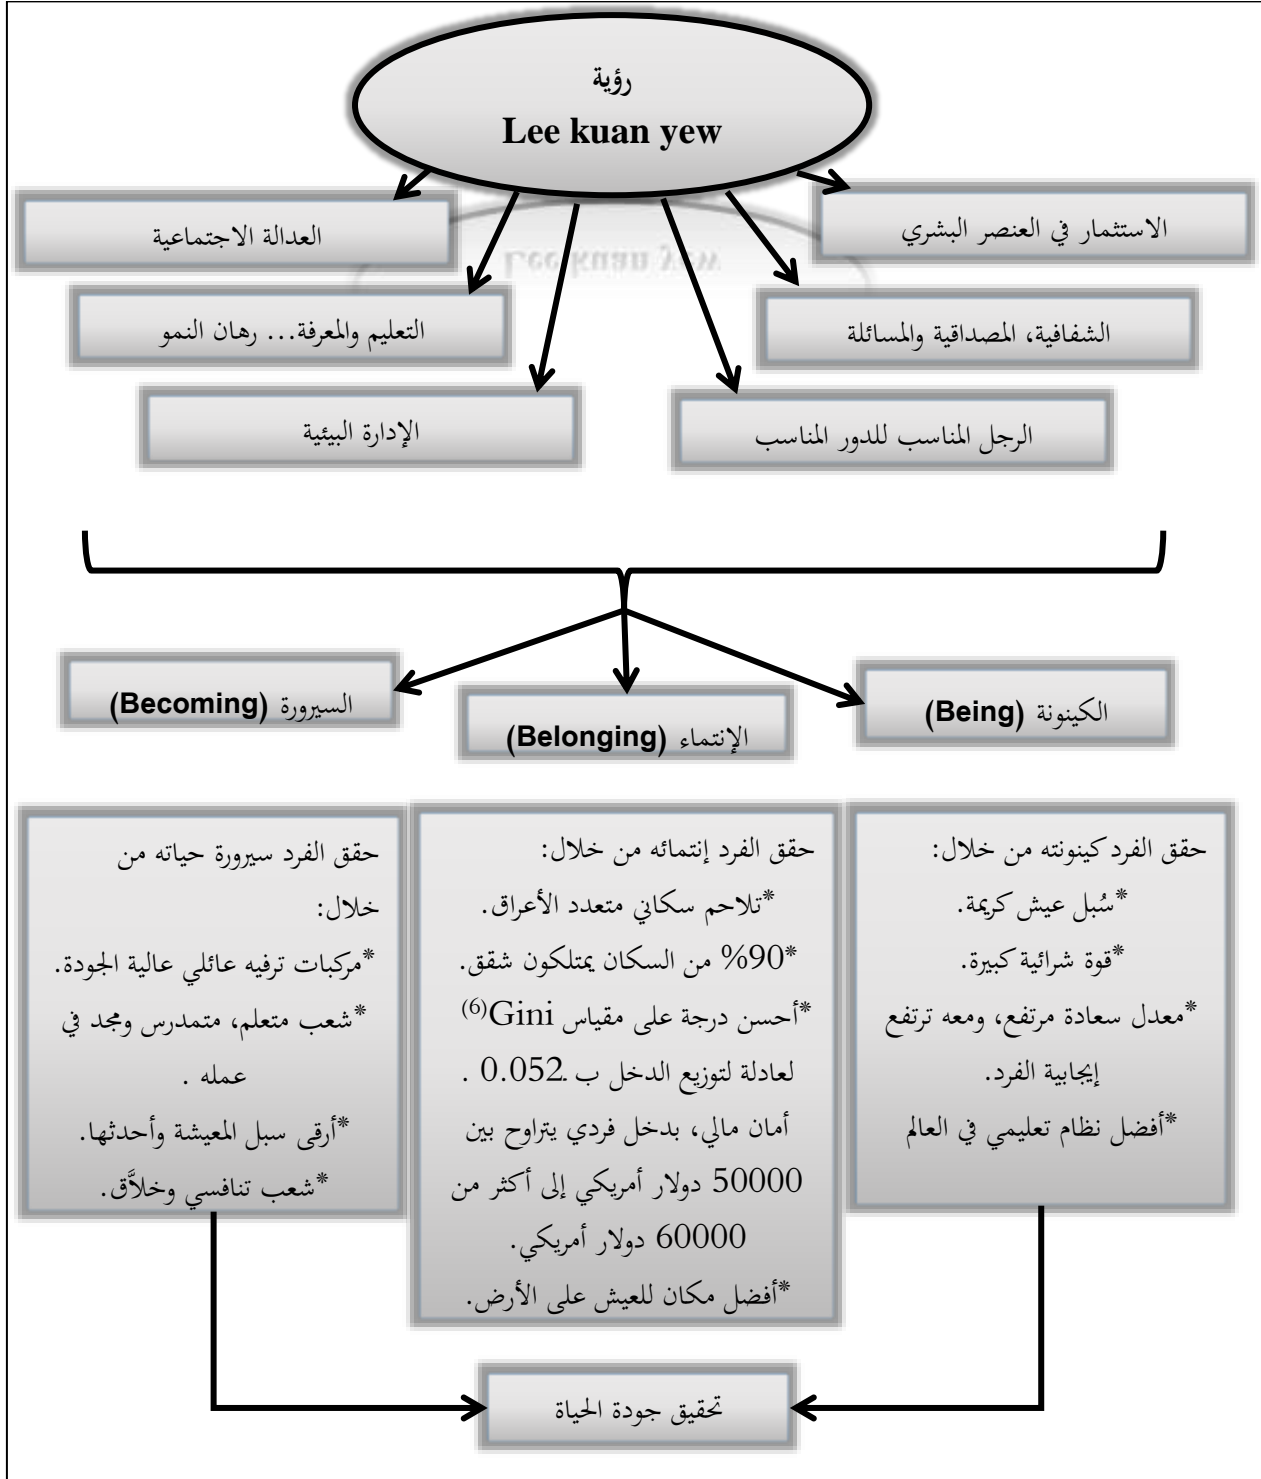 رؤية
Lee kuan yew
الاستثمار في العنصر البشري
العدالة الاجتماعية
الشفافية، المصداقية والمسائلة
التعليم والمعرفة... رهان النمو
الرجل المناسب للدور المناسب
الإدارة البيئية
الكينونة (Being)
الإنتماء (Belonging)
السيرورة (Becoming)
حقق الفرد كينونته من خلال:
*سُبل عيش كريمة.
*قوة شرائية كبيرة.
*معدل سعادة مرتفع، ومعه ترتفع
إيجابية الفرد.
*أفضل نظام تعليمي في العالم
حقق الفرد إنتمائه من خلال:
*تلاحم سكاني متعدد الأعراق.
*90% من السكان يمتلكون شقق.
*أحسن درجة على مقياس Gini(6)
لعادلة لتوزيع الدخل ب 0.052 .
أمان مالي، بدخل فردي يتراوح بين
50000 دولار أمريكي إلى أكثر من
60000 دولار أمريكي.
*أفضل مكان للعيش على الأرض.
حقق الفرد سيرورة حياته من
خلال:
*مركبات ترفيه عائلي عالية الجودة.
*شعب متعلم، متمدرس ومجد في
عمله .
*أرقى سبل المعيشة وأحدثها.
*شعب تنافسي وخلاَّق.
تحقيق جودة الحياة